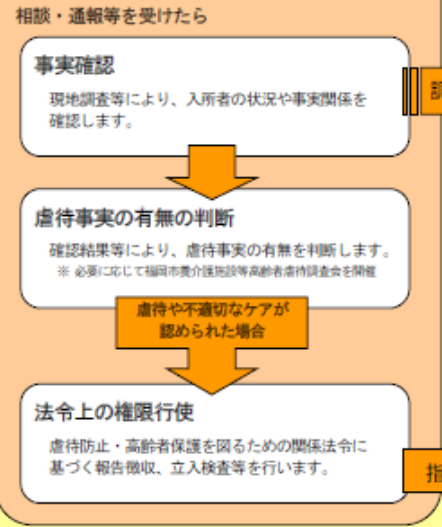 相談・通報等を受けたら
事実確認
現地調査等により、入所者の状況や事実関係を
確認します。
虐待事実の有無の判断
確認結果等により、虐待事実の有無を判断します。
※ 必要に応じて福岡市養介護施設等高齢者虐待調査会を開催
虐待や不適切なケアが
認められた場合
法令上の権限行使
虐待防止・高齢者保護を図るための関係法令に
基づく報告徴収、立入検査等を行います。
指